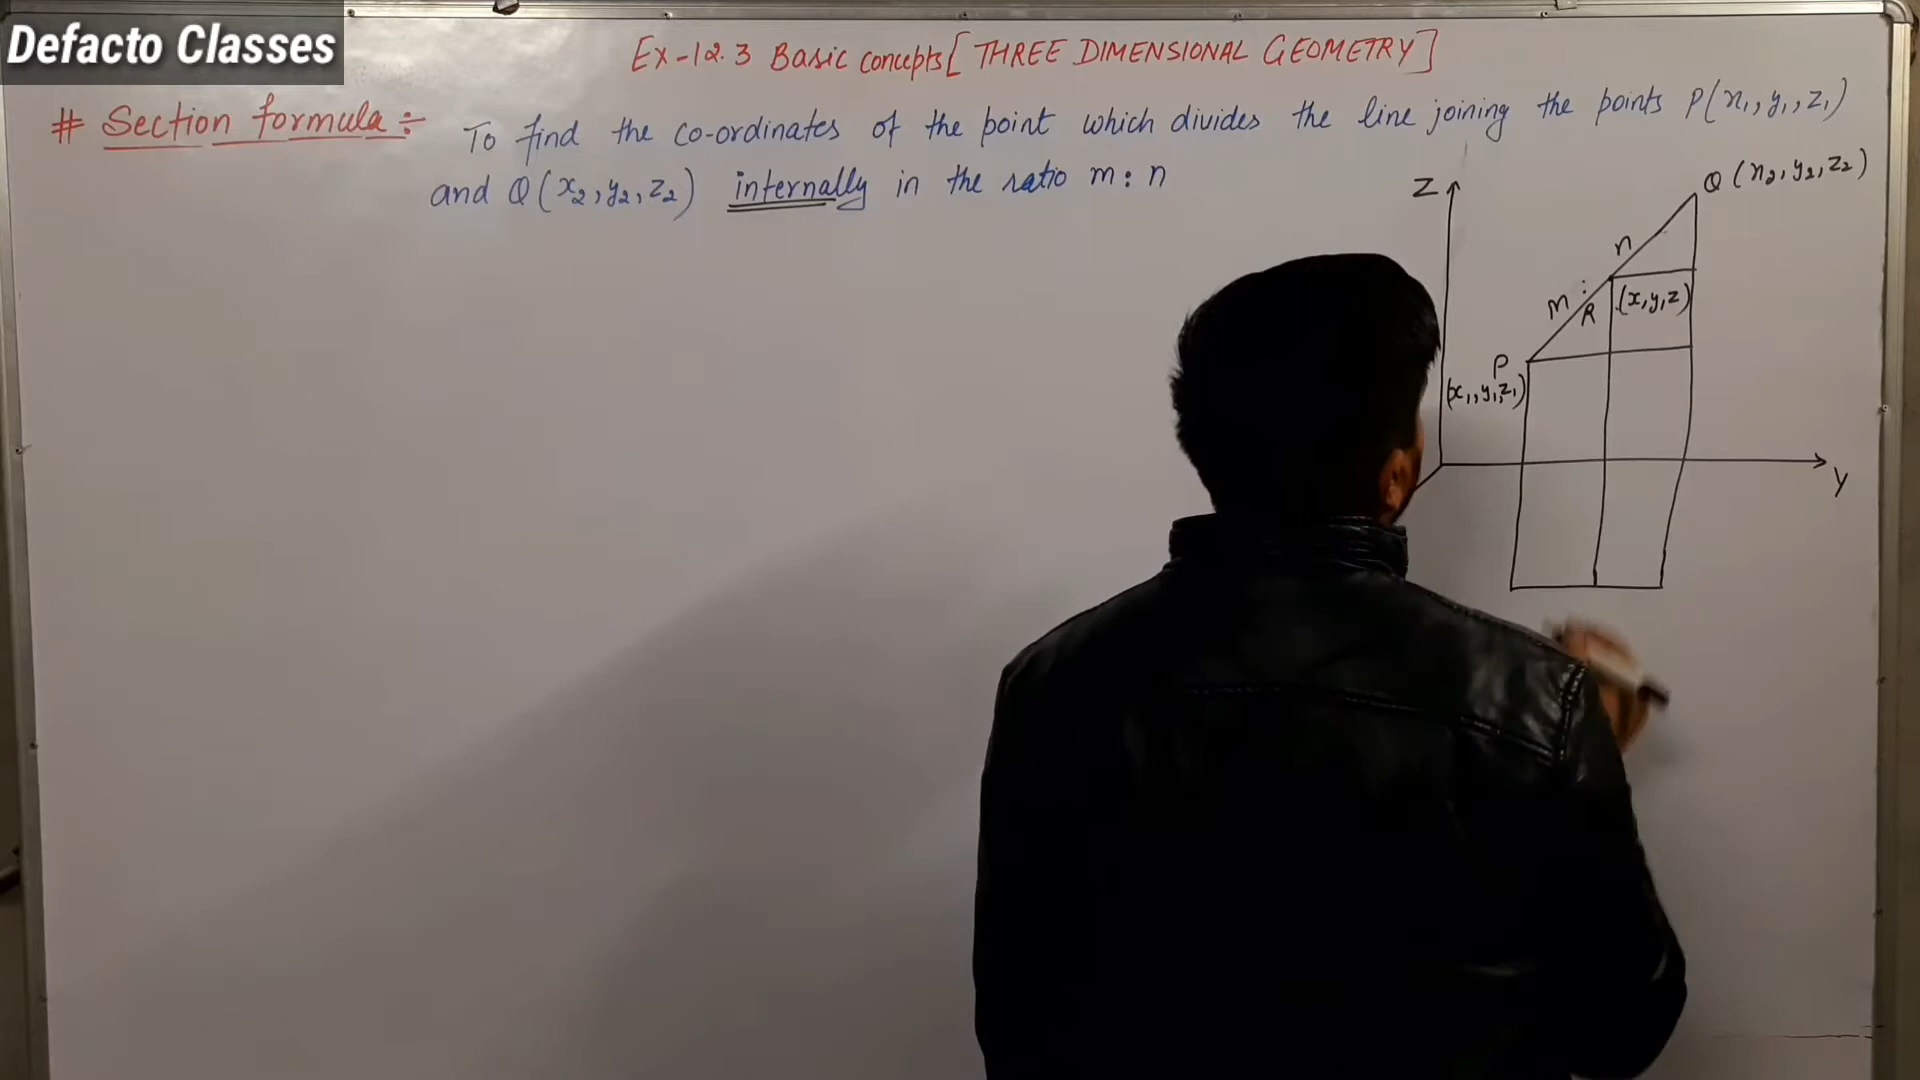 Defacto Classes
Ex-12.3 Basic concepts [THREE DIMENSIONAL GEOMETRY]
# Section formula :- To find the co-ordinates of the point which divides the line joining the points P(x₁, y₁, z₁)
and Q(x₂, y₂, z₂) internally in the ratio m : n
Z
Q (x₂, y₂, z₂)
n
m :
R (x, y, z)
P
(x₁, y₁, z₁)
y